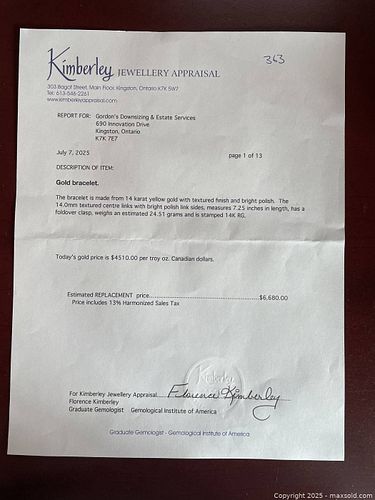 363
Kimberley JEWELLERY APPRAISAL
303 Bagot Street, Main Floor, Kingston, Ontario K7K 5W7
Tel: 613-546-2261
www.kimberleyappraisal.com
REPORT FOR: Gordon's Downsizing & Estate Services
690 Innovation Drive
Kingston, Ontario
K7K 7E7
July 7, 2025 page 1 of 13
DESCRIPTION OF ITEM:
Gold bracelet.
The bracelet is made from 14 karat yellow gold with textured finish and bright polish. The
14.0mm textured centre links with bright polish link sides, measures 7.25 inches in length, has a
foldover clasp, weighs an estimated 24.51 grams and is stamped 14K RG.
Today's gold price is $4510.00 per troy oz. Canadian dollars.
Estimated REPLACEMENT price...........................................$6,680.00
Price includes 13% Harmonized Sales Tax
Kimberley
For Kimberley Jewellery Appraisal Florence Kimberley
Florence Kimberley
Graduate Gemologist Gemological Institute of America
Graduate Gemologist - Gemological Institute of America
Copyright 2025 - maxsold.com